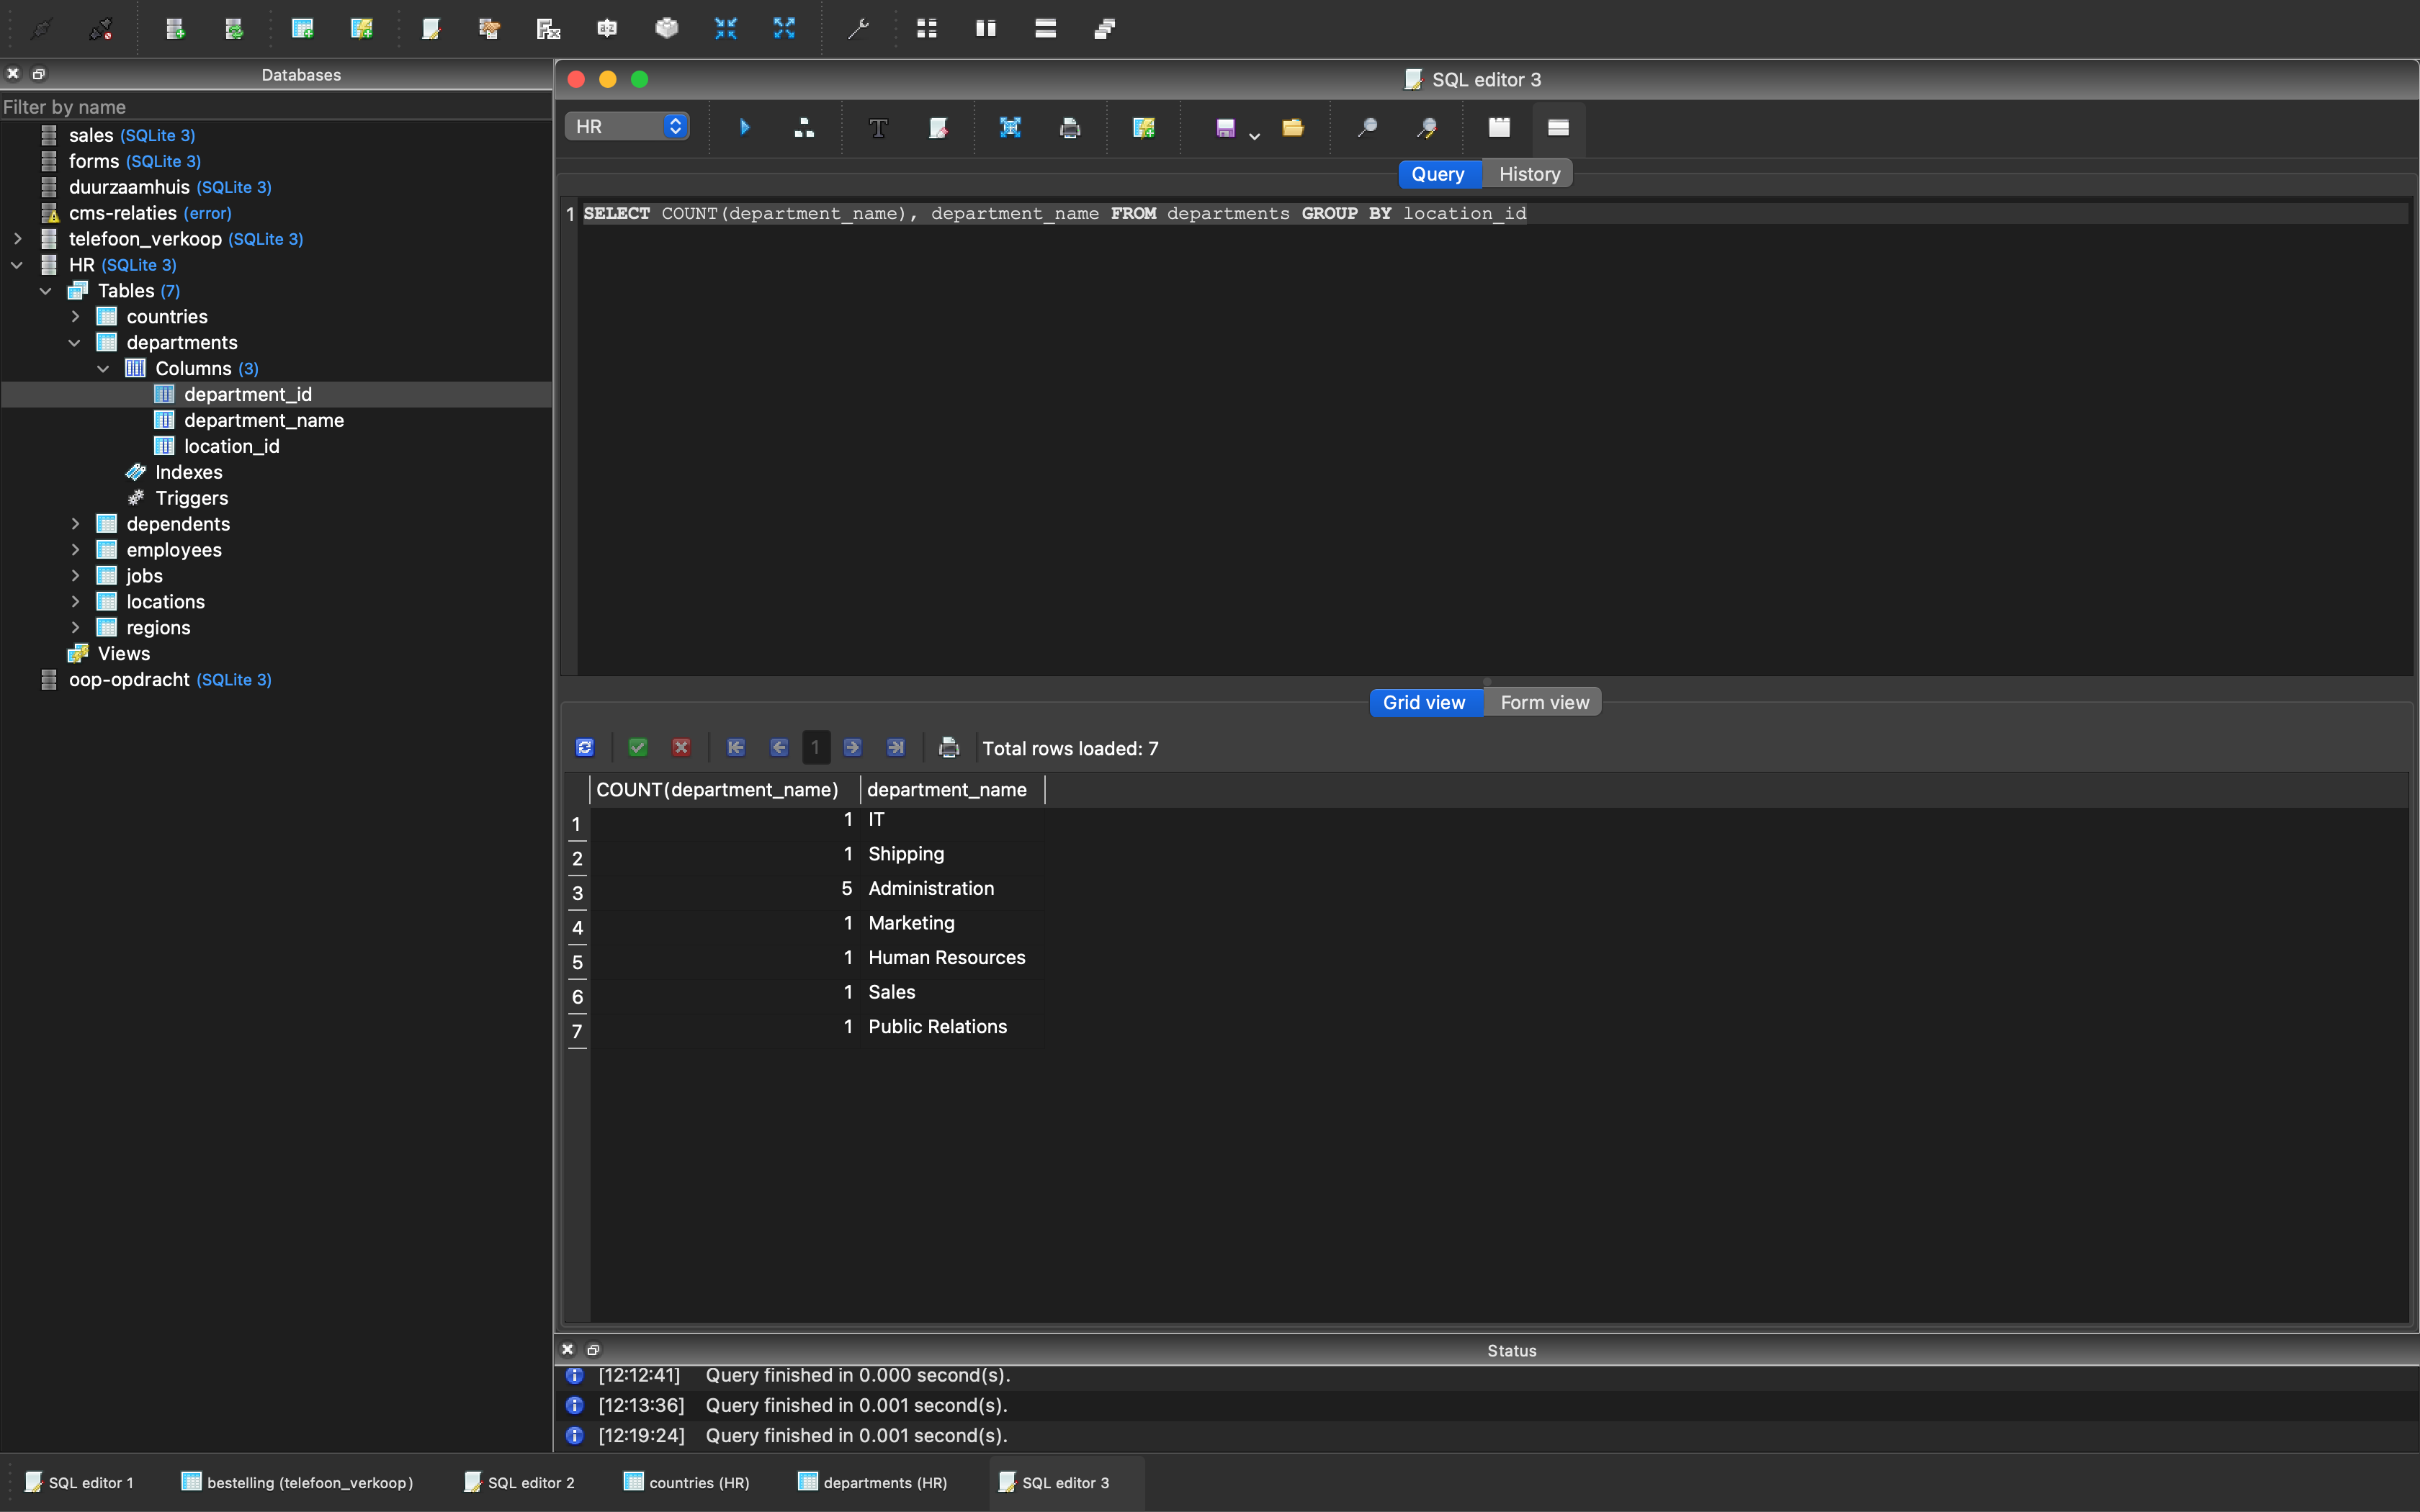 Databases
Filter by name
sales (SQLite 3)
forms (SQLite 3)
duurzaamhuis (SQLite 3)
cms-relaties (error)
telefoon_verkoop (SQLite 3)
HR (SQLite 3)
Tables (7)
countries
departments
Columns (3)
department_id
department_name
location_id
Indexes
Triggers
dependents
employees
jobs
locations
regions
Views
oop-opdracht (SQLite 3)
SQL editor 3
HR
Query History
1 SELECT COUNT(department_name), department_name FROM departments GROUP BY location_id
Grid view Form view
1 Total rows loaded: 7
COUNT(department_name) department_name
1 1 IT
2 1 Shipping
3 5 Administration
4 1 Marketing
5 1 Human Resources
6 1 Sales
7 1 Public Relations
Status
[12:12:41] Query finished in 0.000 second(s).
[12:13:36] Query finished in 0.001 second(s).
[12:19:24] Query finished in 0.001 second(s).
SQL editor 1 bestelling (telefoon_verkoop) SQL editor 2 countries (HR) departments (HR) SQL editor 3